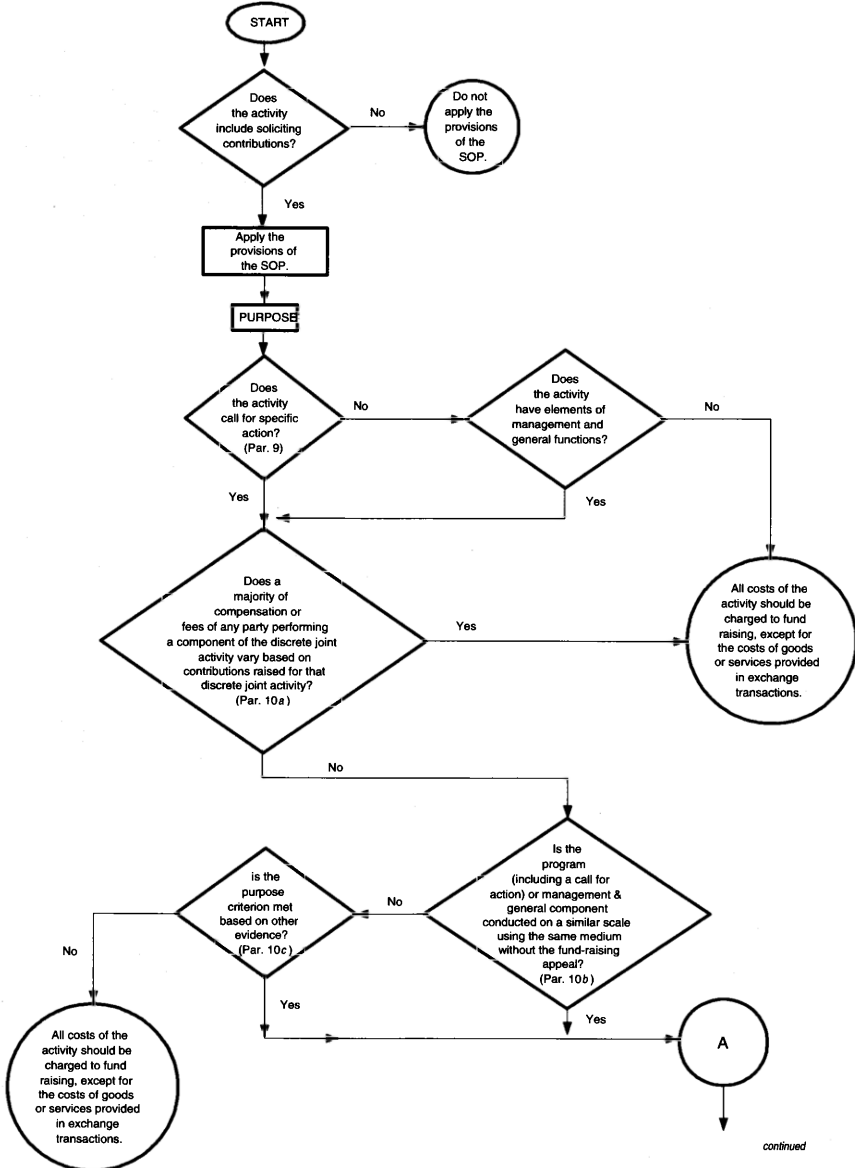 START
Does
the activity
include soliciting
contributions?
No
Do not
apply the
provisions
of the
SOP.
Yes
Apply the
provisions of
the SOP.
PURPOSE
Does
the activity
call for specific
action?
(Par. 9)
No
Does
the activity
have elements of
management and
general functions?
No
Yes
Yes
Does a
majority of
compensation or
fees of any party performing
a component of the discrete joint
activity vary based on
contributions raised for that
discrete joint activity?
(Par. 10a)
Yes
All costs of the
activity should be
charged to fund
raising, except for
the costs of goods
or services provided
in exchange
transactions.
No
Is the
program
(including a call for
action) or management &
general component
conducted on a similar scale
using the same medium
without the fund-raising
appeal?
(Par. 10b)
No
Is the
purpose
criterion met
based on other
evidence?
(Par. 10c)
No
Yes
Yes
All costs of the
activity should be
charged to fund
raising, except for
the costs of goods
or services provided
in exchange
transactions.
A
continued